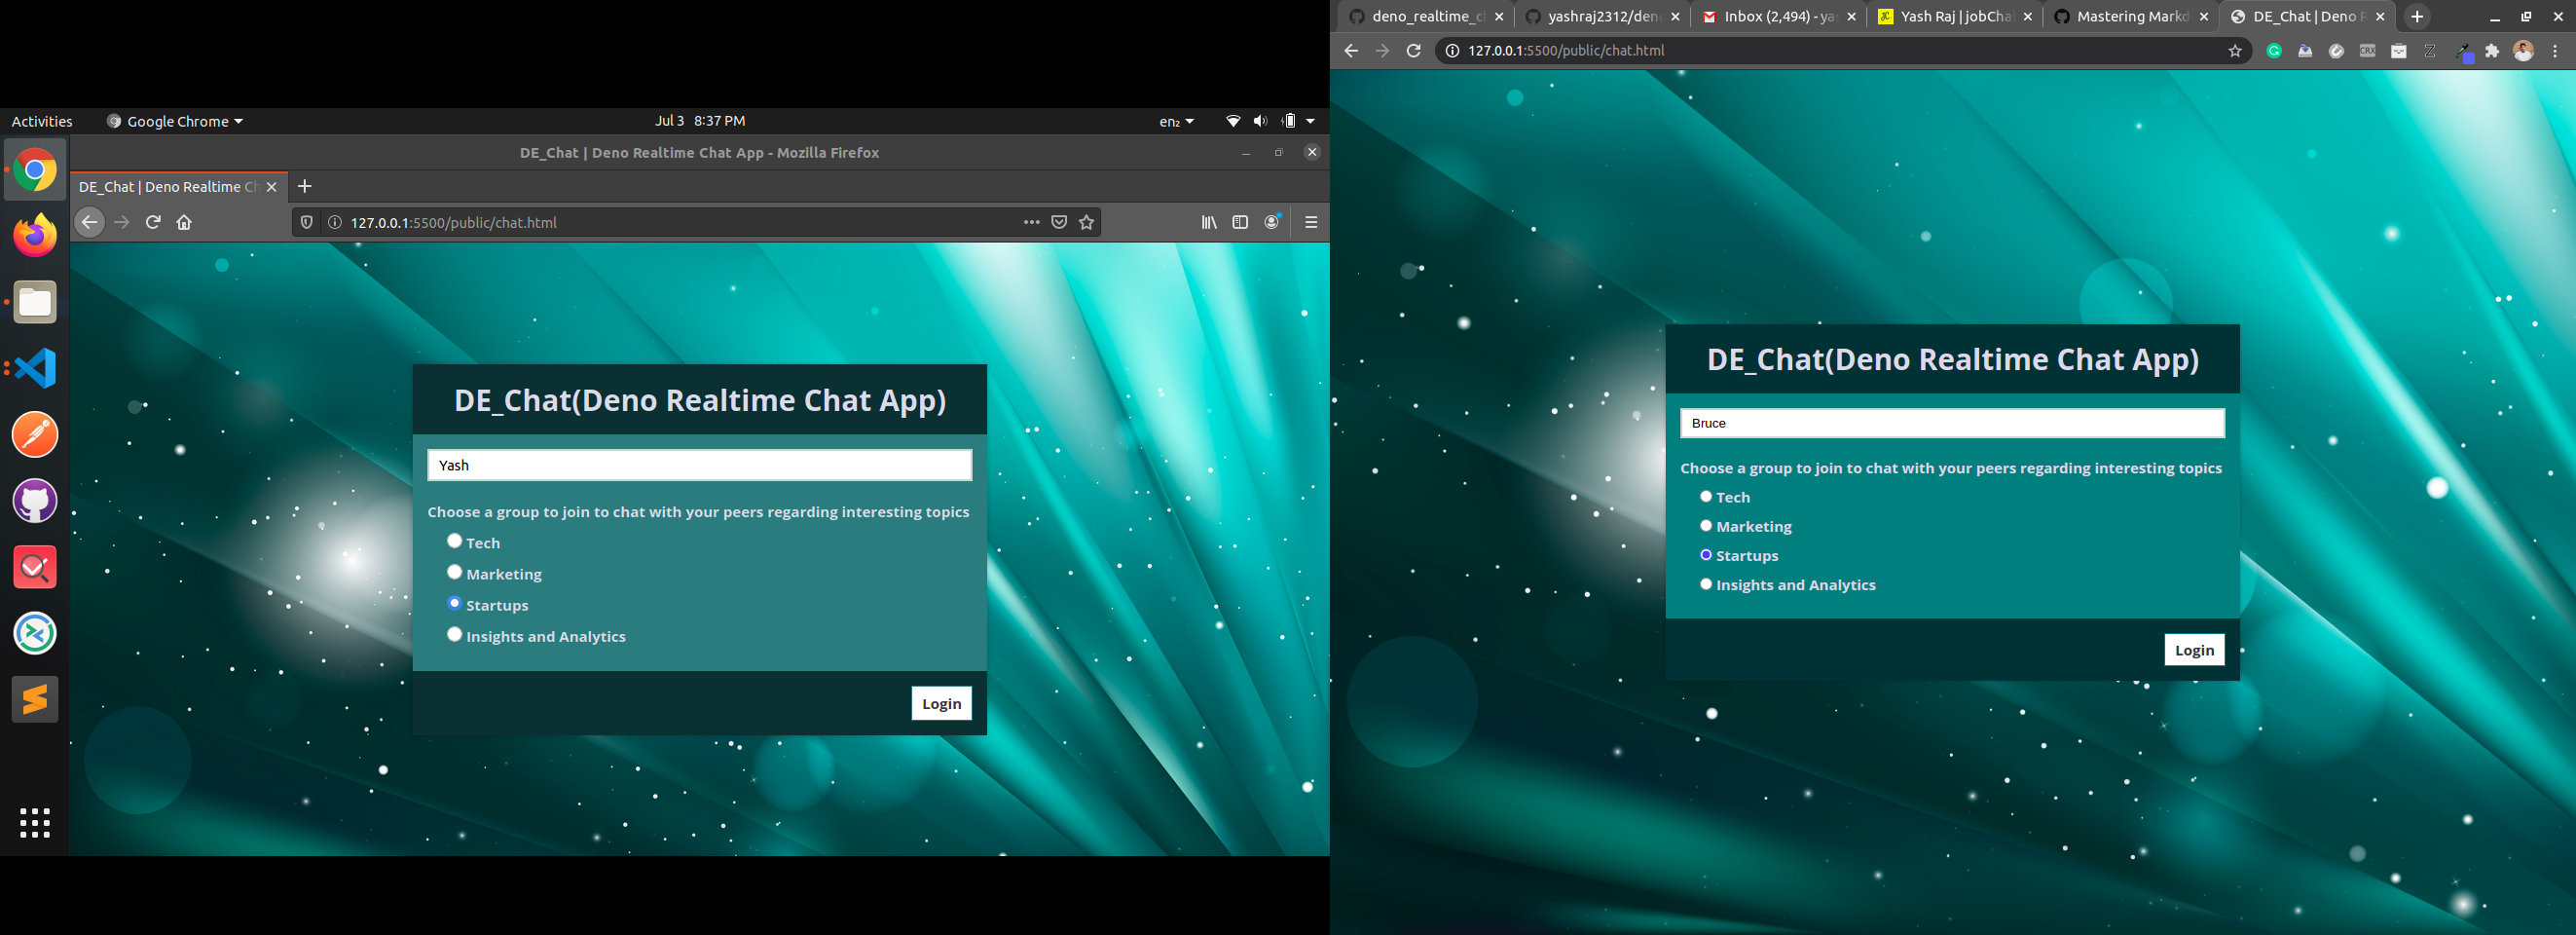 Activities Google Chrome Jul 3 8:37 PM en₂
DE_Chat | Deno Realtime Chat App - Mozilla Firefox
DE_Chat | Deno Realtime Ch
127.0.0.1:5500/public/chat.html
DE_Chat(Deno Realtime Chat App)
Yash
Choose a group to join to chat with your peers regarding interesting topics
Tech
Marketing
Startups
Insights and Analytics
Login
deno_realtime_c yashraj2312/den Inbox (2,494) - ya Yash Raj | jobCha Mastering Markd DE_Chat | Deno R
127.0.0.1:5500/public/chat.html
DE_Chat(Deno Realtime Chat App)
Bruce
Choose a group to join to chat with your peers regarding interesting topics
Tech
Marketing
Startups
Insights and Analytics
Login